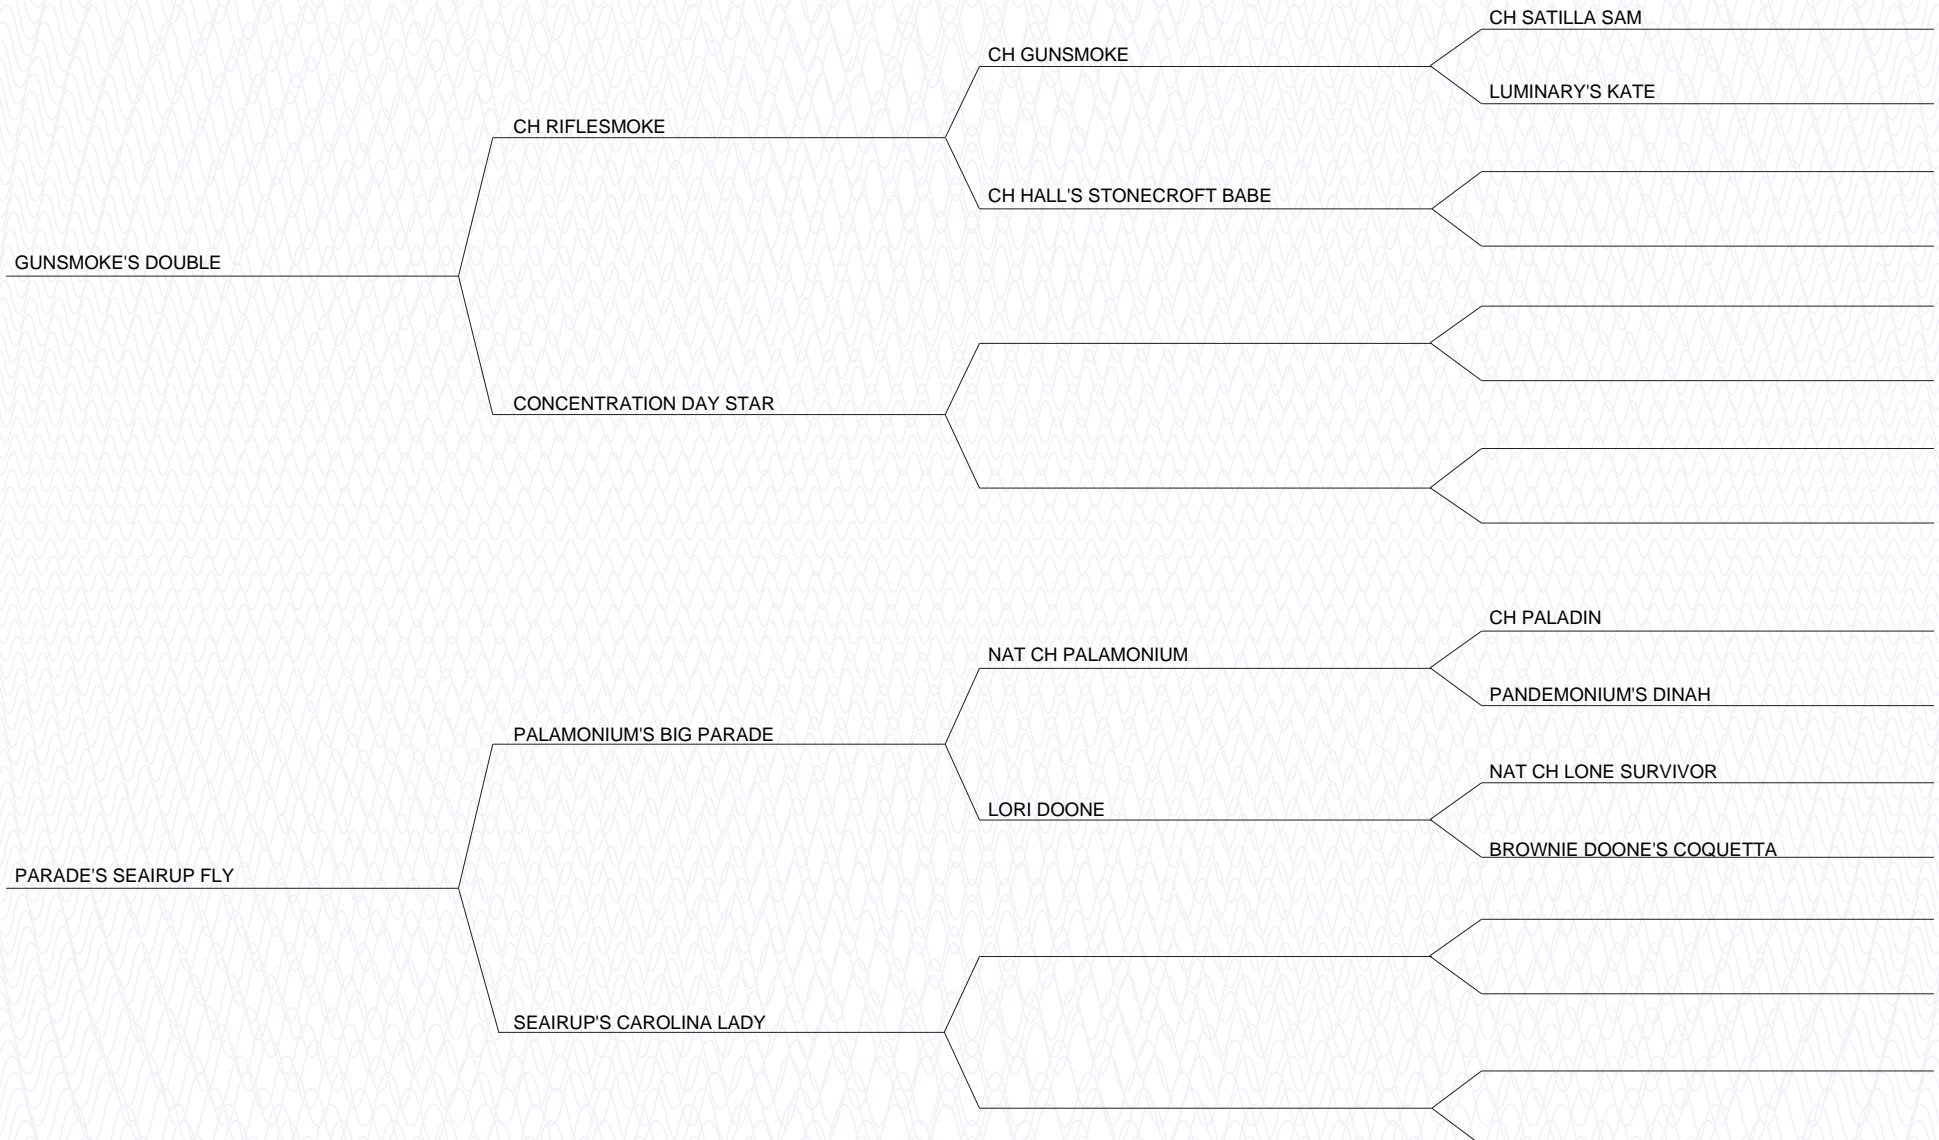 CH SATILLA SAM
CH GUNSMOKE
LUMINARY'S KATE
CH RIFLESMOKE
CH HALL'S STONECROFT BABE
GUNSMOKE'S DOUBLE
CONCENTRATION DAY STAR
CH PALADIN
NAT CH PALAMONIUM
PANDEMONIUM'S DINAH
PALAMONIUM'S BIG PARADE
NAT CH LONE SURVIVOR
LORI DOONE
BROWNIE DOONE'S COQUETTA
PARADE'S SEAIRUP FLY
SEAIRUP'S CAROLINA LADY